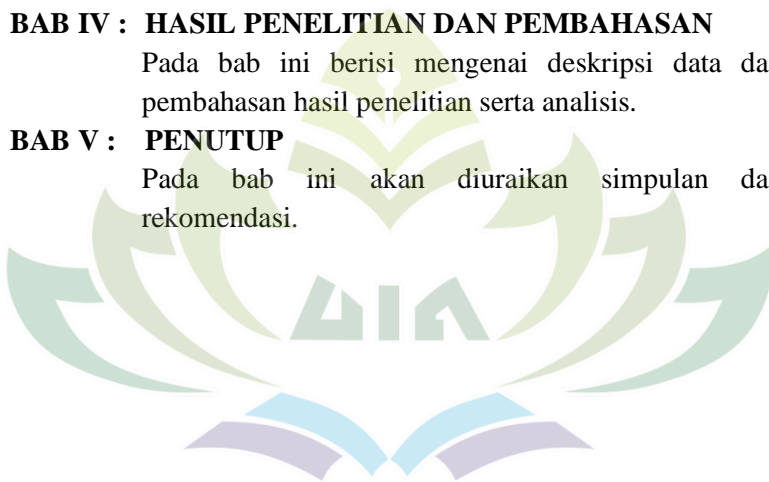 BAB IV : HASIL PENELITIAN DAN PEMBAHASAN
Pada bab ini berisi mengenai deskripsi data da
pembahasan hasil penelitian serta analisis.
BAB V : PENUTUP
Pada bab ini akan diuraikan simpulan da
rekomendasi.
UIN